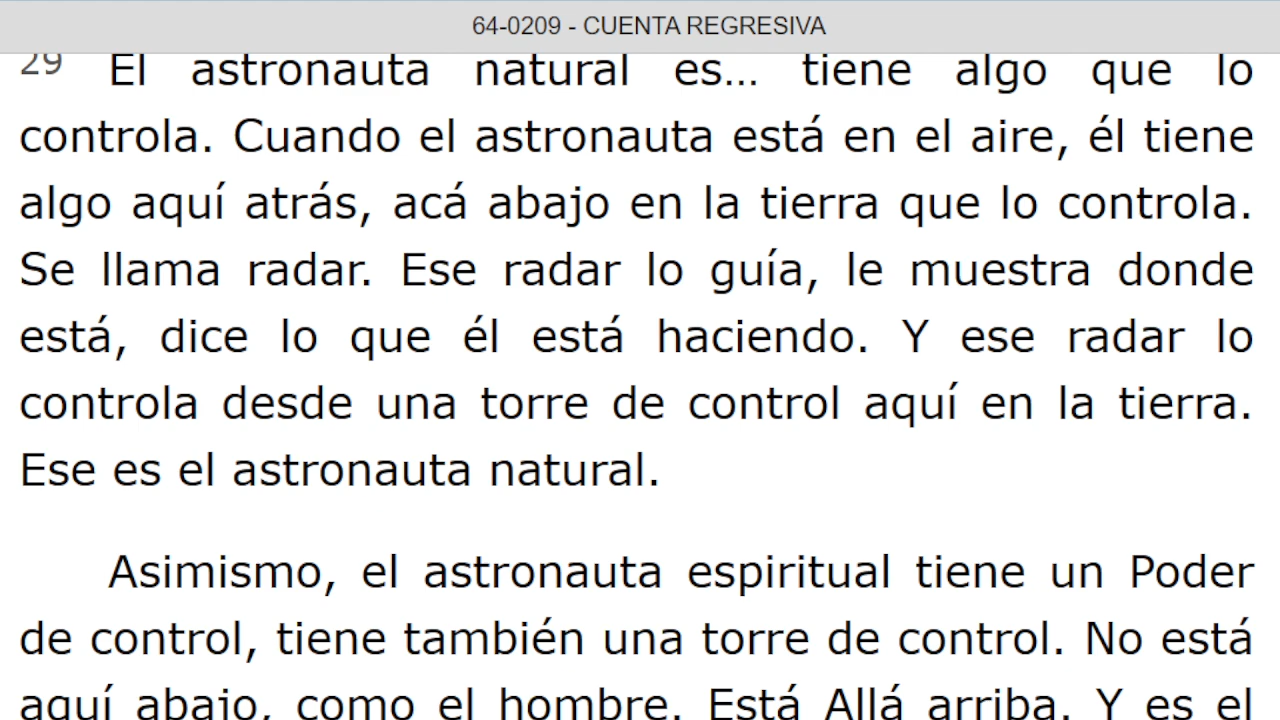 64-0209 - CUENTA REGRESIVA
29 El astronauta natural es... tiene algo que lo
controla. Cuando el astronauta está en el aire, él tiene
algo aquí atrás, acá abajo en la tierra que lo controla.
Se llama radar. Ese radar lo guía, le muestra donde
está, dice lo que él está haciendo. Y ese radar lo
controla desde una torre de control aquí en la tierra.
Ese es el astronauta natural.
Asimismo, el astronauta espiritual tiene un Poder
de control, tiene también una torre de control. No está
aquí abajo, como el hombre. Está Allá arriba. Y es el